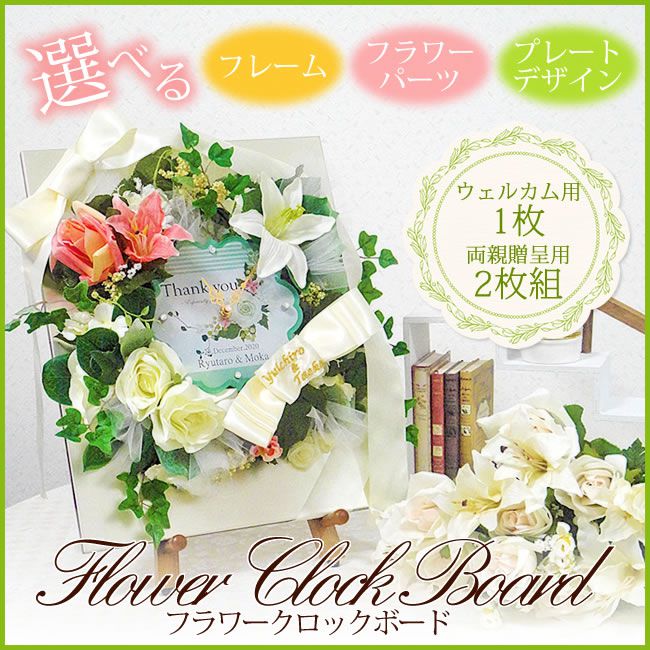 選べる
フレーム
フラワー
パーツ
プレート
デザイン
ウェルカム用
1枚
両親贈呈用
2枚組
Thank you
December.2020
Ryutaro & Moka
Yuichiro
&
Flower Clock Board
フラワークロックボード